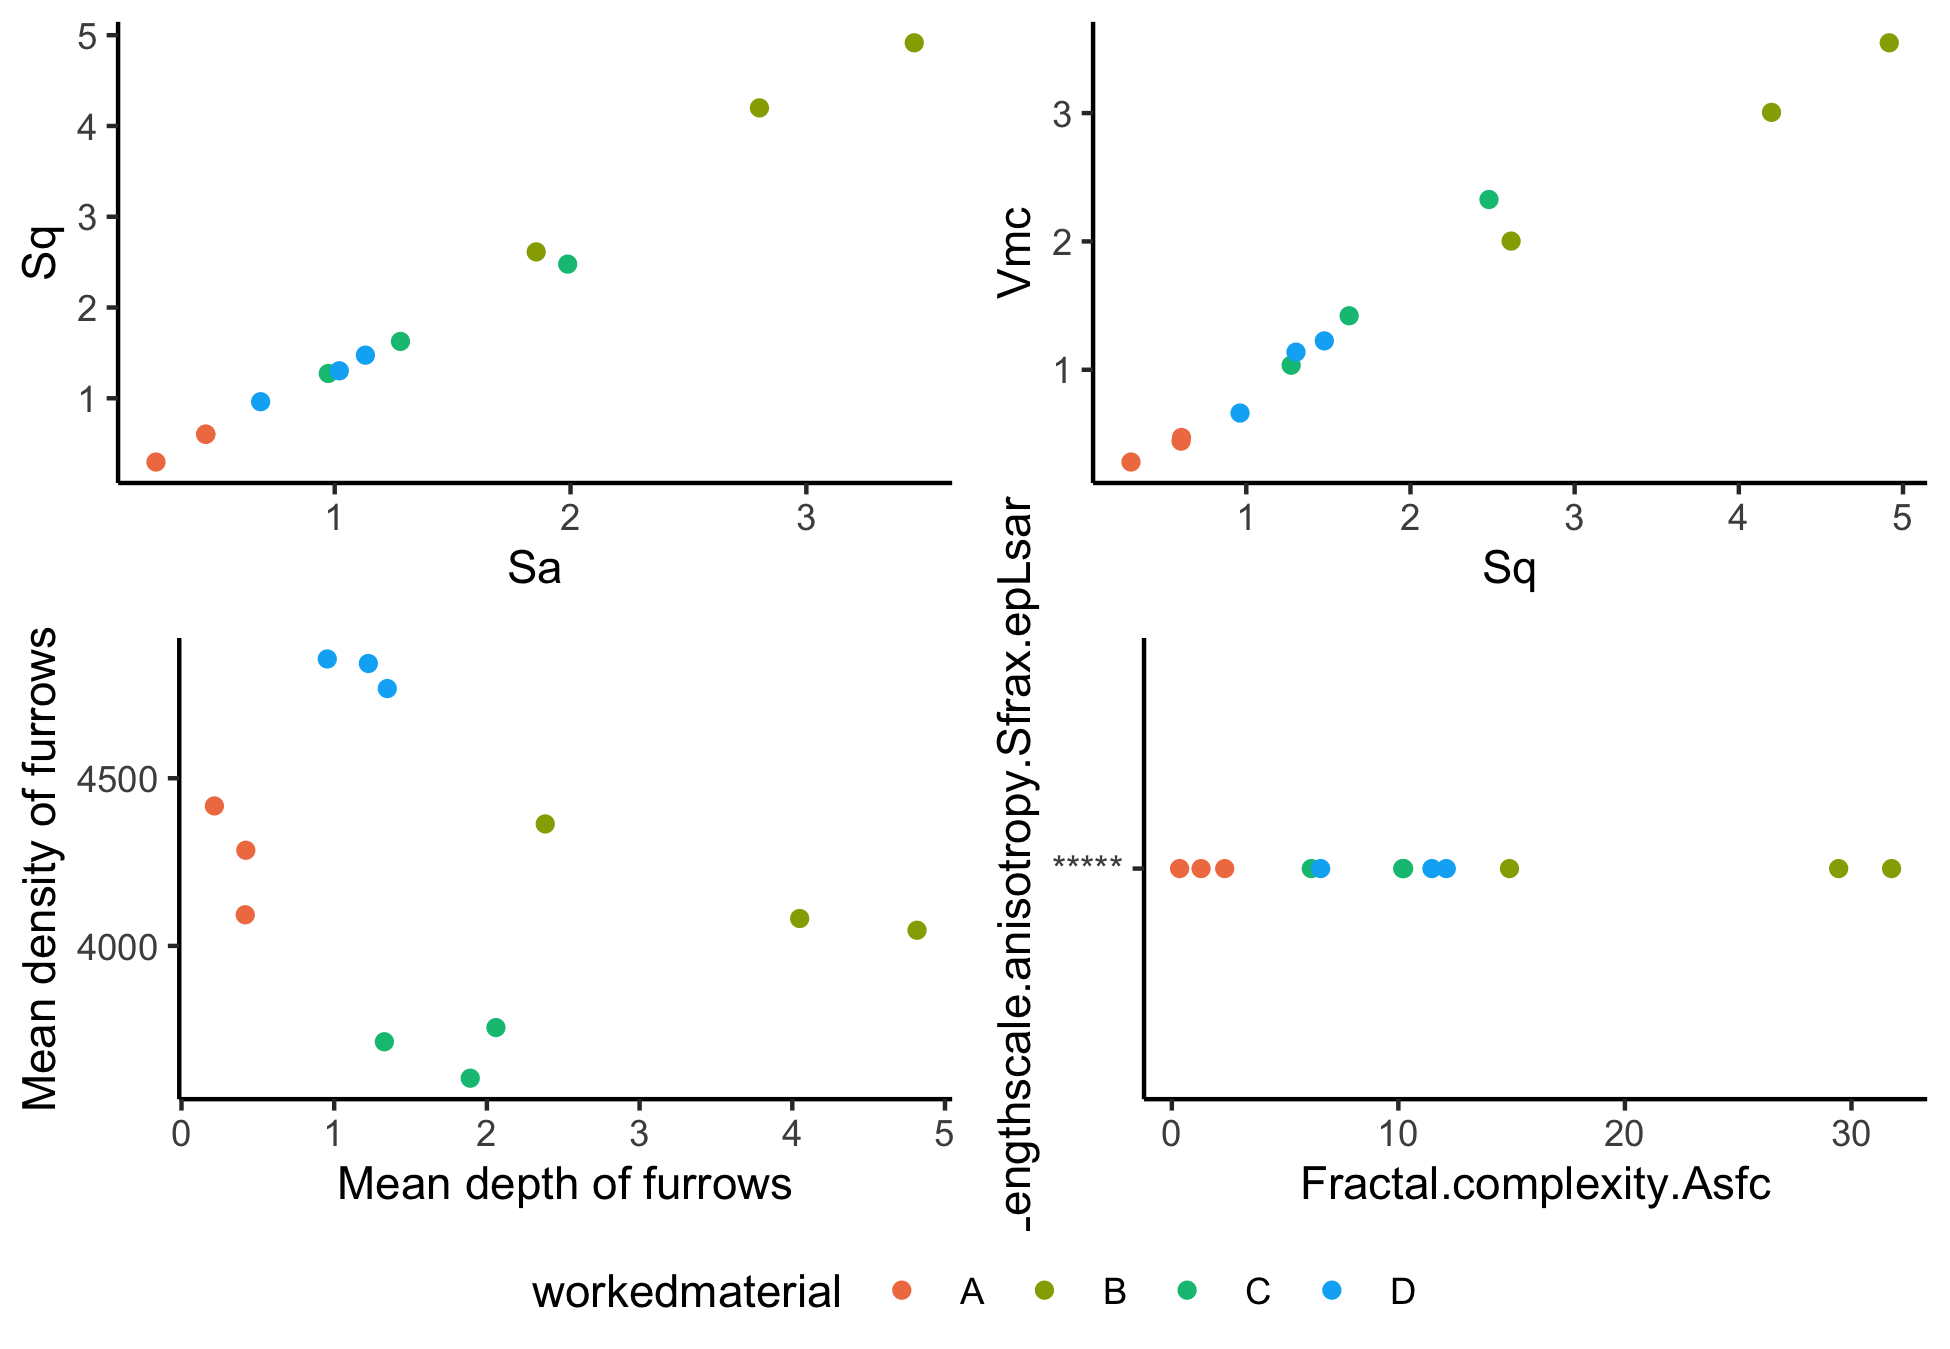 5
4
3
2
1
Sq
1 2 3
Sa
3
2
1
Vmc
1 2 3 4 5
Sq
4500
4000
Mean density of furrows
0 1 2 3 4 5
Mean depth of furrows
*****
engthscale.anisotropy.Sfrax.epLsar
0 10 20 30
Fractal.complexity.Asfc
workedmaterial A B C D